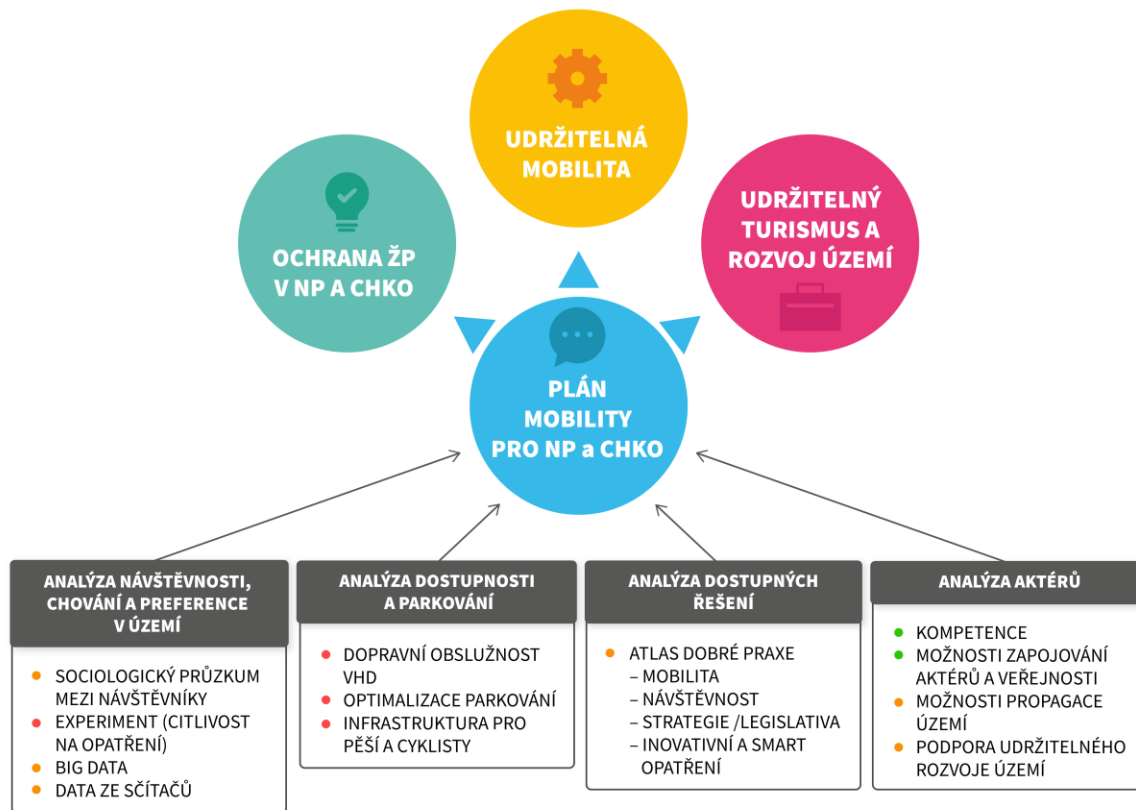 UDRŽITELNÁ
MOBILITA
OCHRANA ŽP
V NP A CHKO
UDRŽITELNÝ
TURISMUS A
ROZVOJ ÚZEMÍ
PLÁN
MOBILITY
PRO NP a CHKO
ANALÝZA NÁVŠTĚVNOSTI,
CHOVÁNÍ A PREFERENCE
V ÚZEMÍ
SOCIOLOGICKÝ PRŮZKUM
MEZI NÁVŠTĚVNÍKY
EXPERIMENT (CITLIVOST
NA OPATŘENÍ)
BIG DATA
DATA ZE SČÍTAČŮ
ANALÝZA DOSTUPNOSTI
A PARKOVÁNÍ
DOPRAVNÍ OBSLUŽNOST
VHD
OPTIMALIZACE PARKOVÁNÍ
INFRASTRUKTURA PRO
PĚŠÍ A CYKLISTY
ANALÝZA DOSTUPNÝCH
ŘEŠENÍ
ATLAS DOBRÉ PRAXE
– MOBILITA
– NÁVŠTĚVNOST
– STRATEGIE /LEGISLATIVA
– INOVATIVNÍ A SMART
OPATŘENÍ
ANALÝZA AKTÉRŮ
KOMPETENCE
MOŽNOSTI ZAPOJOVÁNÍ
AKTÉRŮ A VEŘEJNOSTI
MOŽNOSTI PROPAGACE
ÚZEMÍ
PODPORA UDRŽITELNÉHO
ROZVOJE ÚZEMÍ